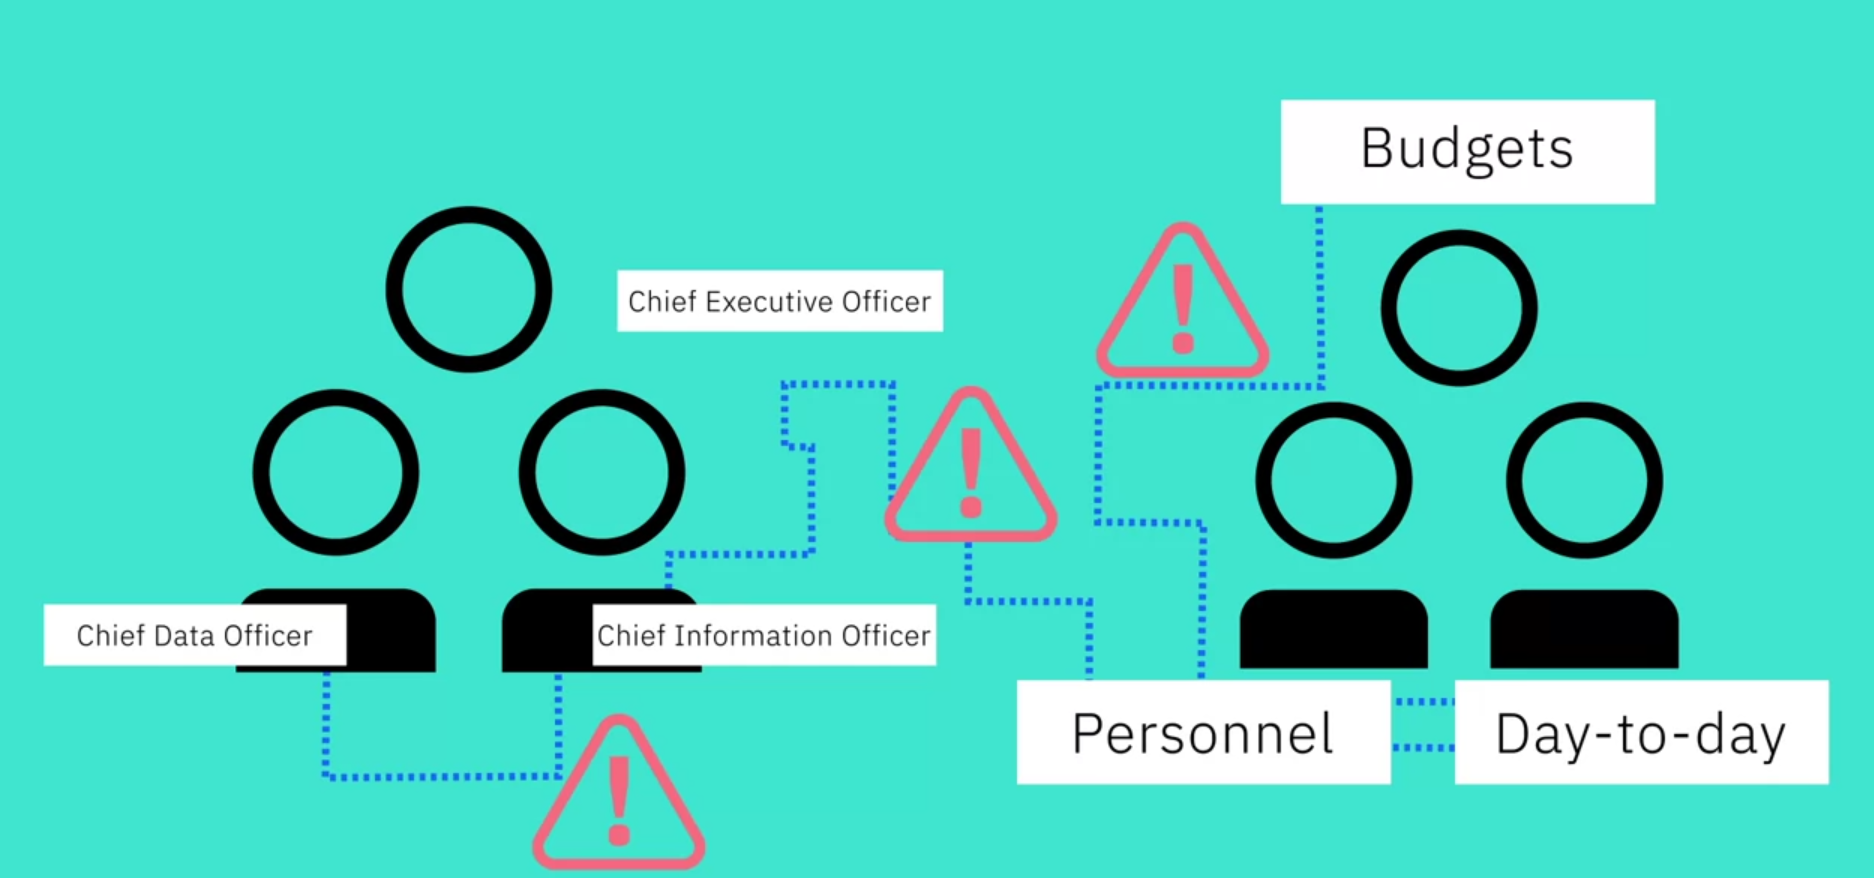 Budgets
Chief Executive Officer
Chief Data Officer
Chief Information Officer
Personnel
Day-to-day